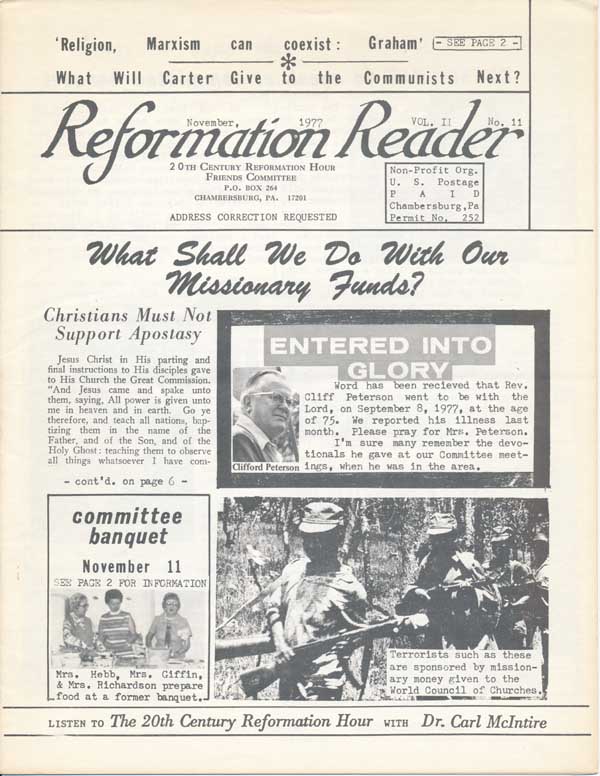 'Religion, Marxism can coexist: Graham' - SEE PAGE 2 -
*
What Will Carter Give to the Communists Next?
November, 1977 VOL. II No. 11
Reformation Reader
20TH CENTURY REFORMATION HOUR
FRIENDS COMMITTEE
P.O. BOX 264
CHAMBERSBURG, PA. 17201
ADDRESS CORRECTION REQUESTED
Non-Profit Org.
U. S. Postage
P A I D
Chambersburg,Pa
Permit No. 252
What Shall We Do With Our
Missionary Funds?
Christians Must Not
Support Apostasy
Jesus Christ in His parting and
final instructions to His disciples gave
to His Church the Great Commission.
"And Jesus came and spake unto
them, saying, All power is given unto
me in heaven and in earth. Go ye
therefore, and teach all nations, bap-
tizing them in the name of the
Father, and of the Son, and of the
Holy Ghost: teaching them to observe
all things whatsoever I have com-
- cont'd. on page 6 -
ENTERED INTO
GLORY
Word has been recieved that Rev.
Cliff Peterson went to be with the
Lord, on September 8, 1977, at the age
of 75. We reported his illness last
month. Please pray for Mrs. Peterson.
I'm sure many remember the devo-
tionals he gave at our Committee meet-
ings, when he was in the area.
Clifford Peterson
committee
banquet
November 11
SEE PAGE 2 FOR INFORMATION
Mrs. Hebb, Mrs. Giffin,
& Mrs. Richardson prepare
food at a former banquet.
Terrorists such as these
are sponsored by mission-
ary money given to the
World Council of Churches.
LISTEN TO The 20th Century Reformation Hour WITH Dr. Carl McIntire